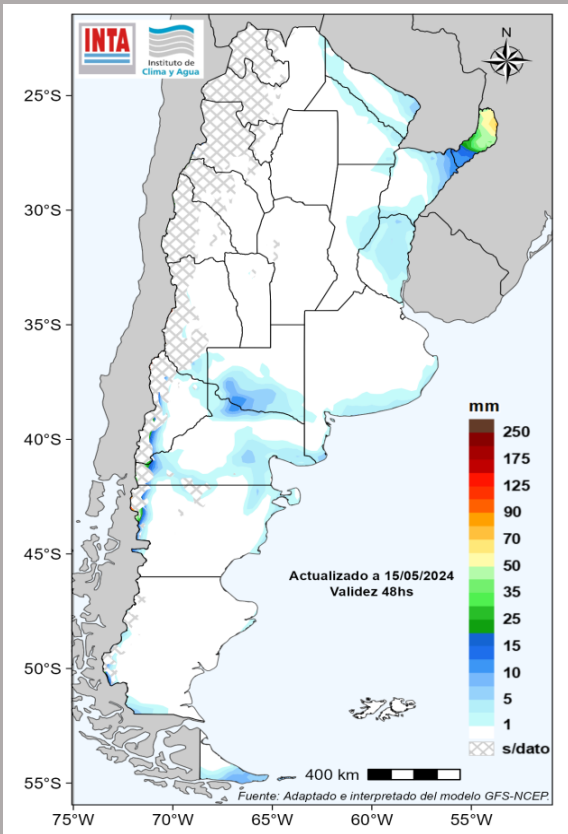 INTA
Instituto de
Clima y Agua
N
25°S
30°S
35°S
40°S
45°S
50°S
55°S
mm
250
175
125
90
70
50
35
25
15
10
5
1
s/dato
Actualizado a 15/05/2024
Validez 48hs
400 km
Fuente: Adaptado e interpretado del modelo GFS-NCEP.
75°W
70°W
65°W
60°W
55°W